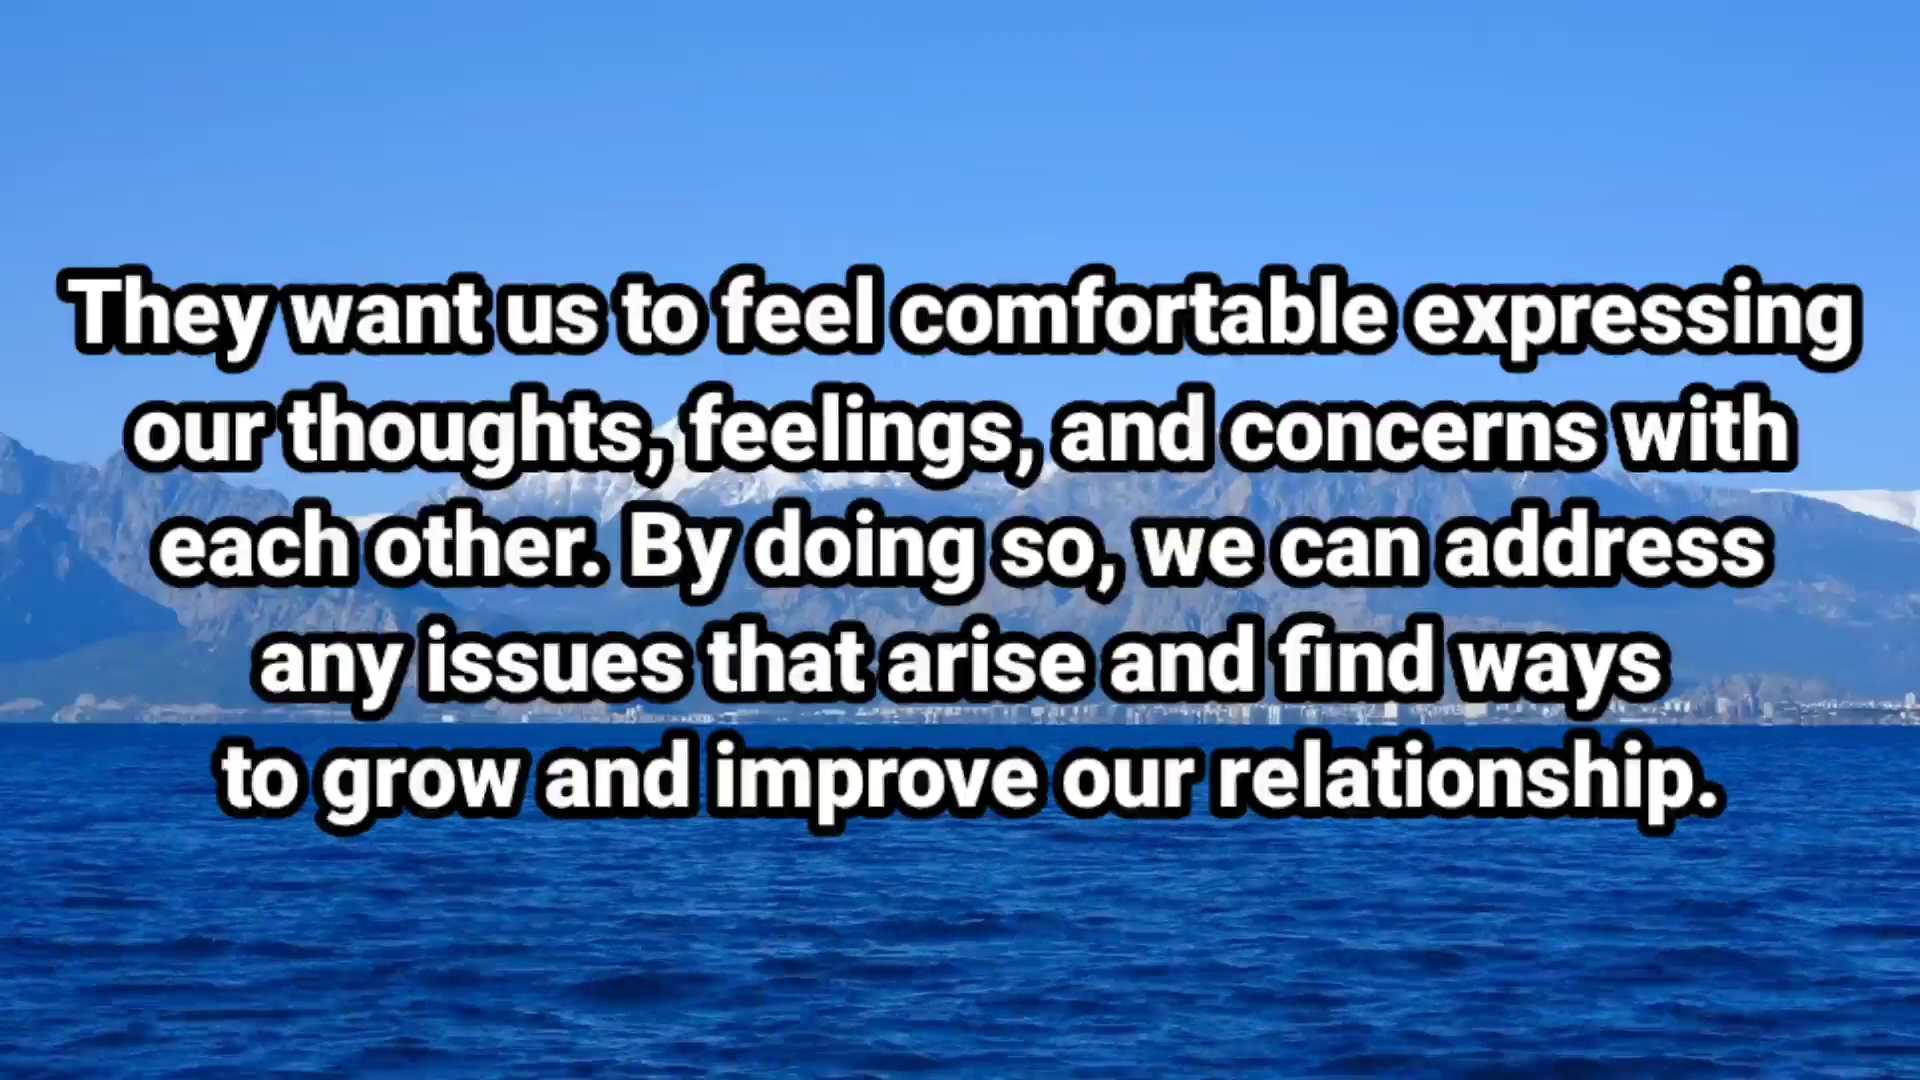 They want us to feel comfortable expressing
our thoughts, feelings, and concerns with
each other. By doing so, we can address
any issues that arise and find ways
to grow and improve our relationship.